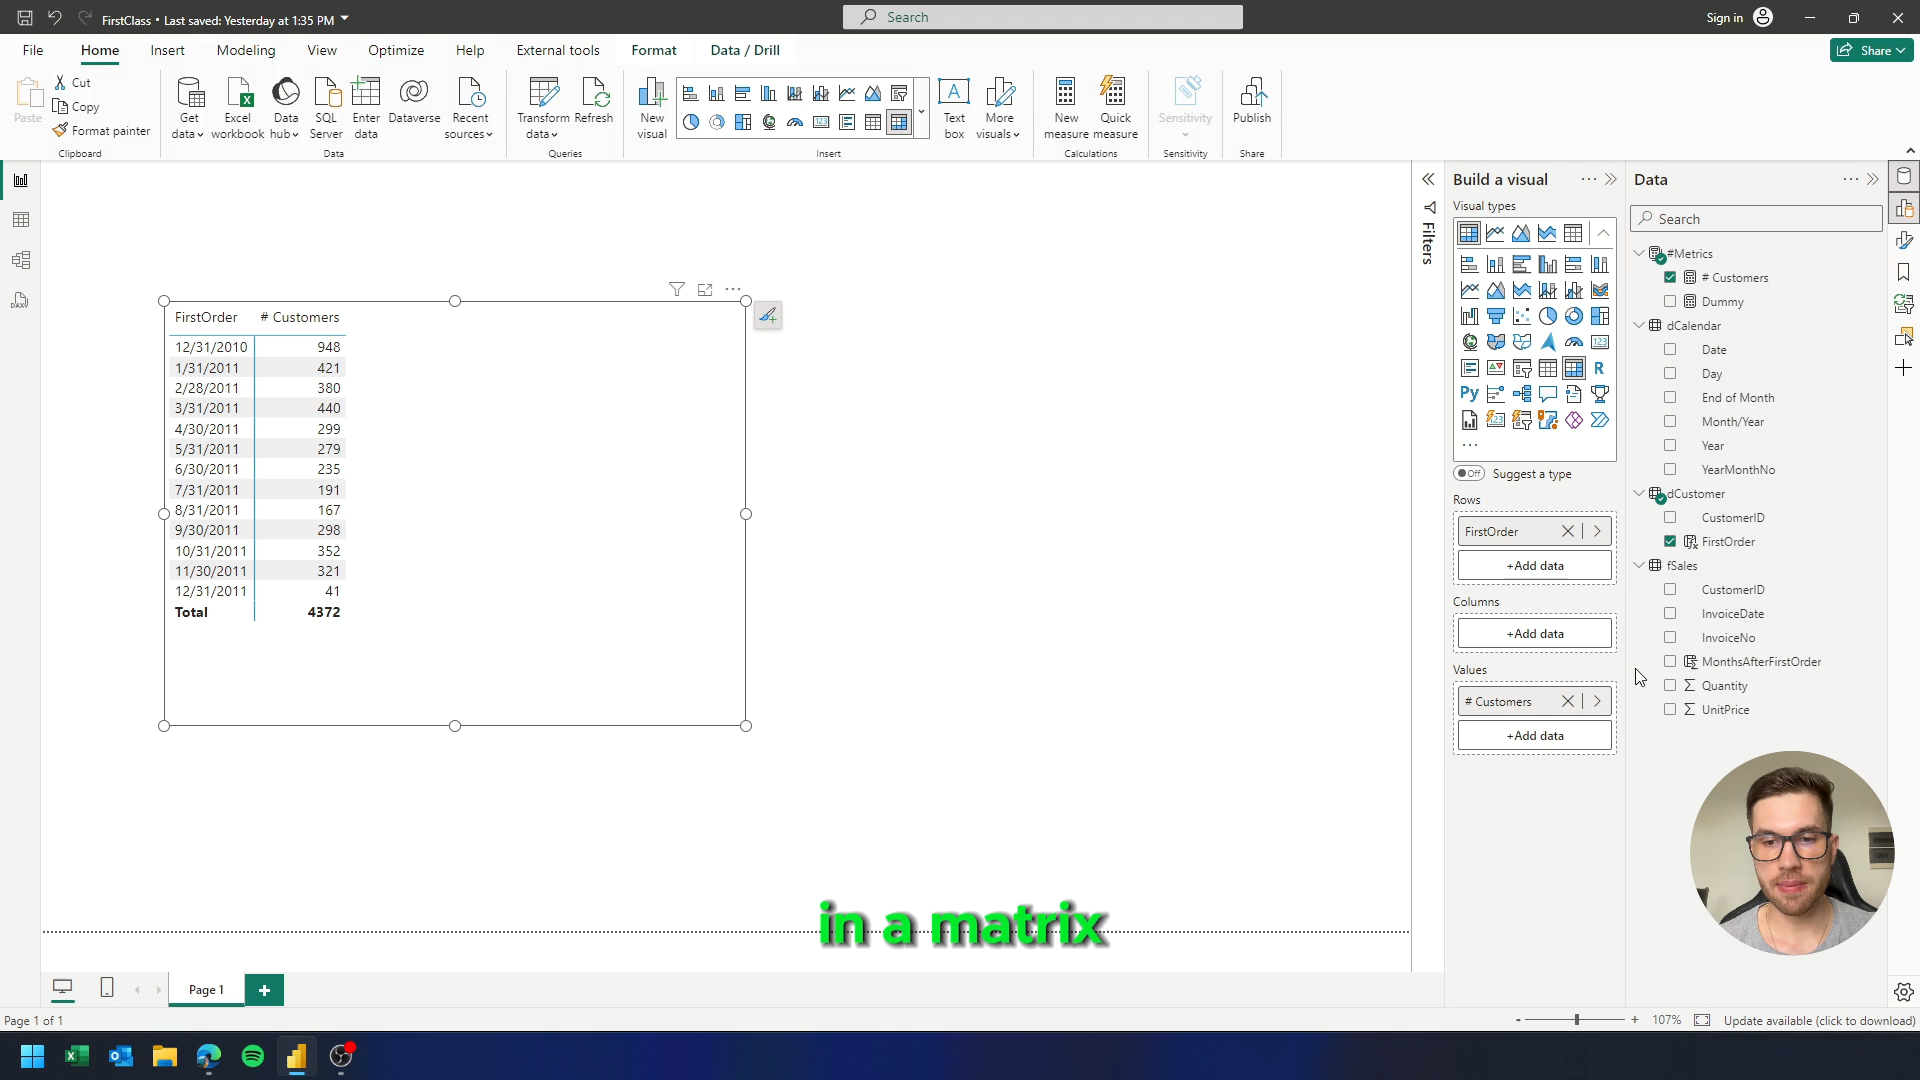 FirstClass • Last saved: Yesterday at 1:35 PM
Search
Sign in
File
Home
Insert
Modeling
View
Optimize
Help
External tools
Format
Data / Drill
Share
Paste
Cut
Copy
Format painter
Clipboard
Get data
Excel workbook
Data hub
SQL Server
Enter data
Dataverse
Recent sources
Data
Transform data
Refresh
Queries
New visual
Text box
More visuals
Insert
New measure
Quick measure
Calculations
Sensitivity
Sensitivity
Publish
Share
FirstOrder # Customers
12/31/2010 948
1/31/2011 421
2/28/2011 380
3/31/2011 440
4/30/2011 299
5/31/2011 279
6/30/2011 235
7/31/2011 191
8/31/2011 167
9/30/2011 298
10/31/2011 352
11/30/2011 321
12/31/2011 41
Total 4372
Filters
Build a visual
Visual types
R
Py
123
Off Suggest a type
Rows
FirstOrder
+Add data
Columns
+Add data
Values
# Customers
+Add data
Data
Search
#Metrics
# Customers
Dummy
dCalendar
Date
Day
End of Month
Month/Year
Year
YearMonthNo
dCustomer
CustomerID
FirstOrder
fSales
CustomerID
InvoiceDate
InvoiceNo
MonthsAfterFirstOrder
Quantity
UnitPrice
in a matrix
Page 1
Page 1 of 1
- + 107%
Update available (click to download)